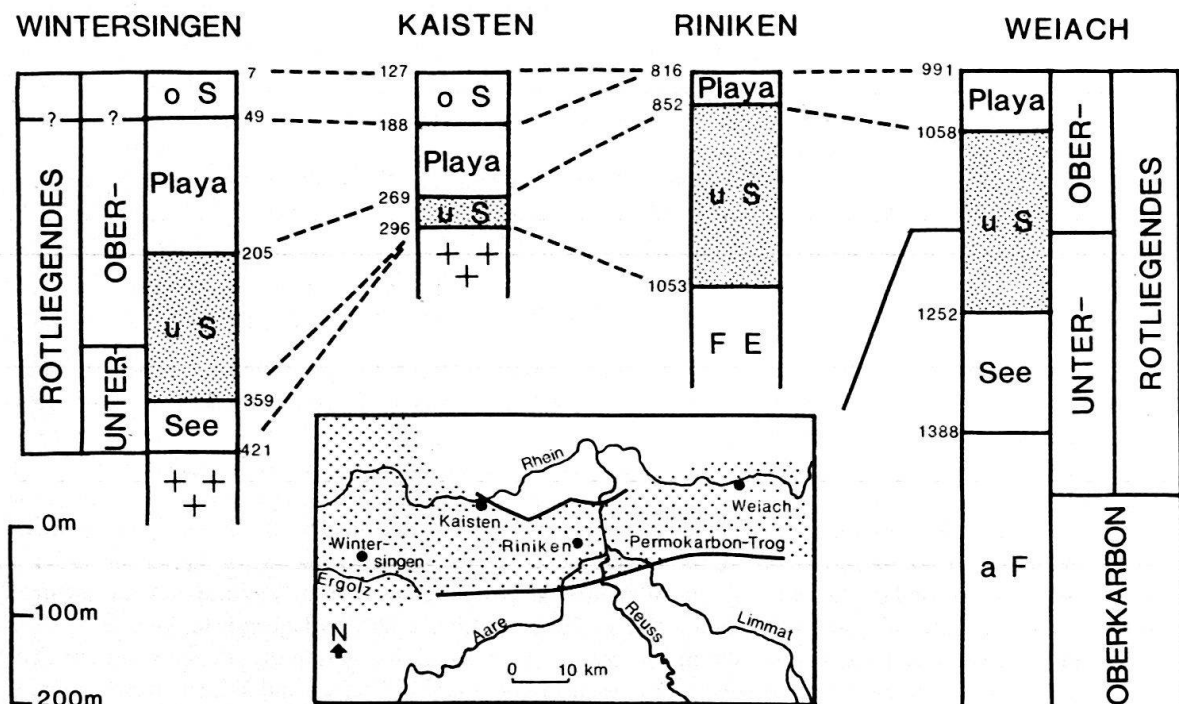 WINTERSINGEN
KAISTEN
RINIKEN
WEIACH
ROTLIEGENDES
?
UNTER-
?
OBER-
o S
Playa
u S
See
+ +
+
7
49
205
359
421
127
188
269
296
o S
Playa
u S
+ +
+
816
852
1053
Playa
u S
F E
991
1058
1252
1388
Playa
u S
See
a F
UNTER-
OBER-
ROTLIEGENDES
OBERKARBON
0m
100m
200m
Rhein
Kaisten
Weiach
Winter-
singen
Riniken
Permokarbon-Trog
Ergolz
Aare
Reuss
Limmat
N
0 10 km